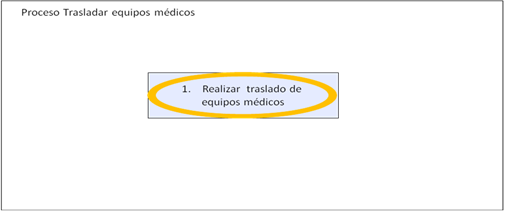 Proceso Trasladar equipos médicos
1. Realizar traslado de
equipos médicos